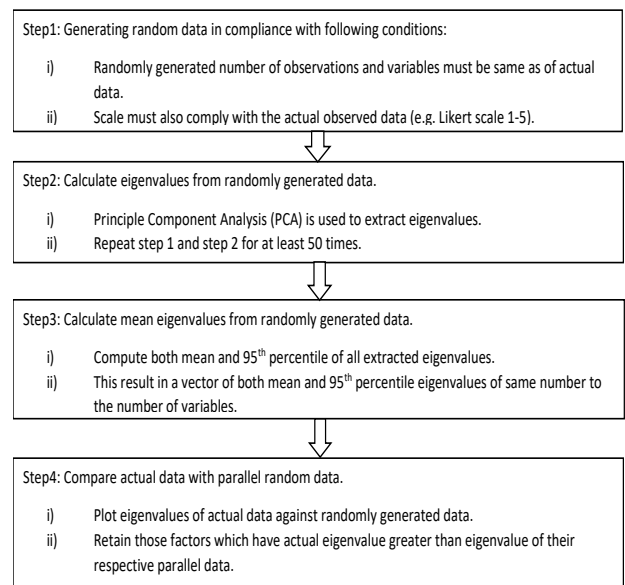 Step1: Generating random data in compliance with following conditions:
i) Randomly generated number of observations and variables must be same as of actual
data.
ii) Scale must also comply with the actual observed data (e.g. Likert scale 1-5).
Step2: Calculate eigenvalues from randomly generated data.
i) Principle Component Analysis (PCA) is used to extract eigenvalues.
ii) Repeat step 1 and step 2 for at least 50 times.
Step3: Calculate mean eigenvalues from randomly generated data.
i) Compute both mean and 95th percentile of all extracted eigenvalues.
ii) This result in a vector of both mean and 95th percentile eigenvalues of same number to
the number of variables.
Step4: Compare actual data with parallel random data.
i) Plot eigenvalues of actual data against randomly generated data.
ii) Retain those factors which have actual eigenvalue greater than eigenvalue of their
respective parallel data.